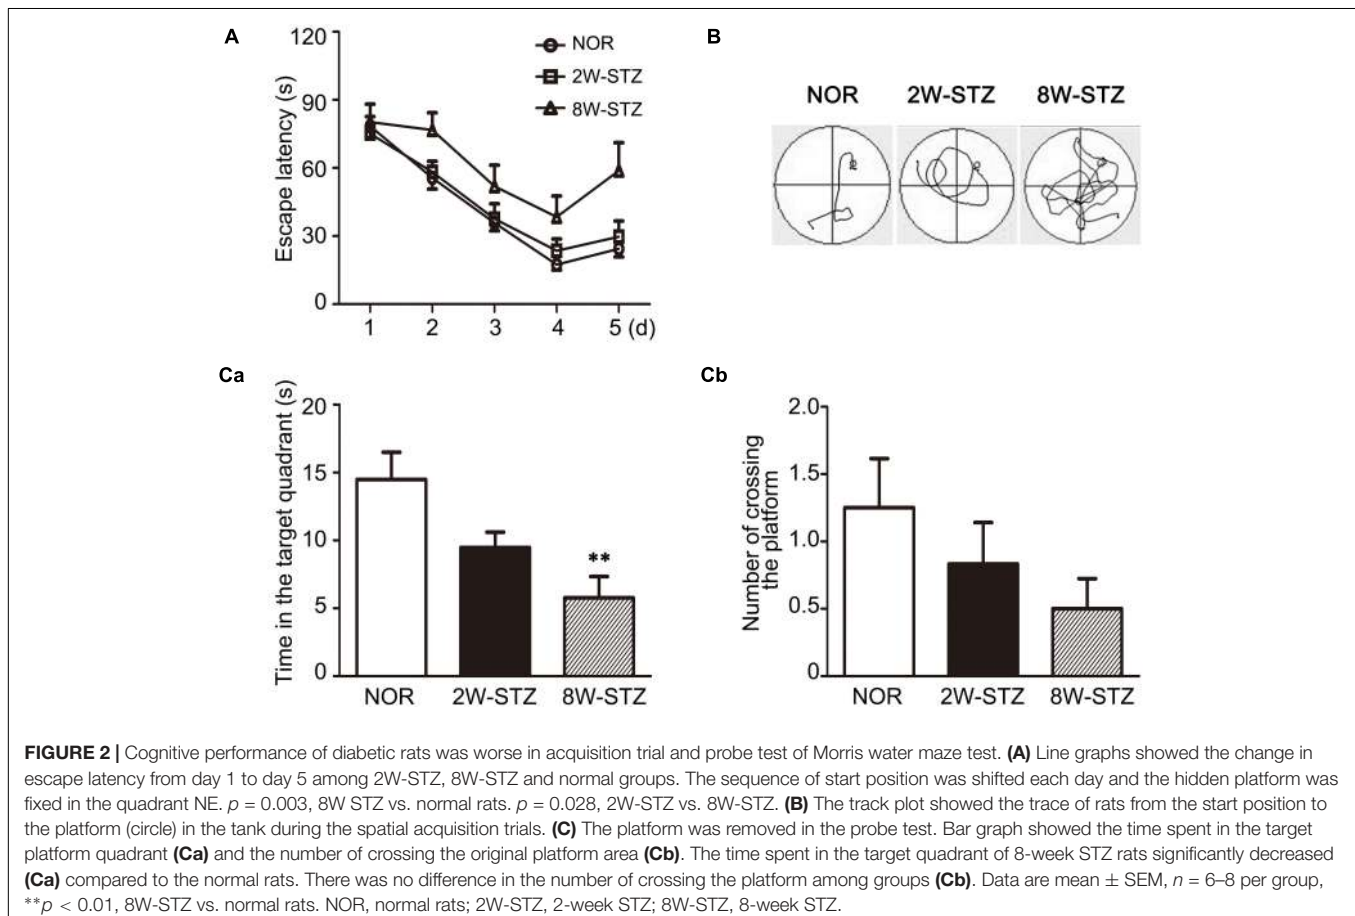 A
Escape latency (s)
120
90
60
30
0
1 2 3 4 5 (d)
NOR
2W-STZ
8W-STZ
B
NOR 2W-STZ 8W-STZ
Ca
Time in the target quadrant (s)
20
15
10
5
0
**
NOR 2W-STZ 8W-STZ
Cb
Number of crossing
the platform
2.0
1.5
1.0
0.5
0
NOR 2W-STZ 8W-STZ
FIGURE 2 | Cognitive performance of diabetic rats was worse in acquisition trial and probe test of Morris water maze test. (A) Line graphs showed the change in
escape latency from day 1 to day 5 among 2W-STZ, 8W-STZ and normal groups. The sequence of start position was shifted each day and the hidden platform was
fixed in the quadrant NE. p = 0.003, 8W STZ vs. normal rats. p = 0.028, 2W-STZ vs. 8W-STZ. (B) The track plot showed the trace of rats from the start position to
the platform (circle) in the tank during the spatial acquisition trials. (C) The platform was removed in the probe test. Bar graph showed the time spent in the target
platform quadrant (Ca) and the number of crossing the original platform area (Cb). The time spent in the target quadrant of 8-week STZ rats significantly decreased
(Ca) compared to the normal rats. There was no difference in the number of crossing the platform among groups (Cb). Data are mean ± SEM, n = 6–8 per group,
**p < 0.01, 8W-STZ vs. normal rats. NOR, normal rats; 2W-STZ, 2-week STZ; 8W-STZ, 8-week STZ.